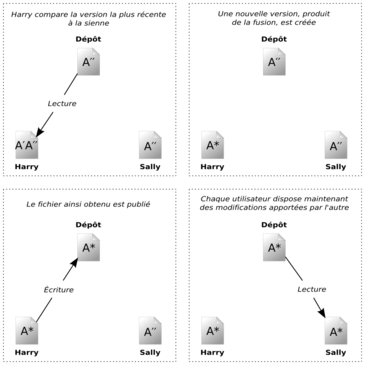 Harry compare la version la plus récente
à la sienne
Dépôt
A′′
Lecture
A′A′′
A′′
Harry
Sally
Une nouvelle version, produit
de la fusion, est créée
Dépôt
A′′
A*
A′′
Harry
Sally
Le fichier ainsi obtenu est publié
Dépôt
A*
Écriture
A*
A′′
Harry
Sally
Chaque utilisateur dispose maintenant
des modifications apportées par l'autre
Dépôt
A*
Lecture
A*
A*
Harry
Sally